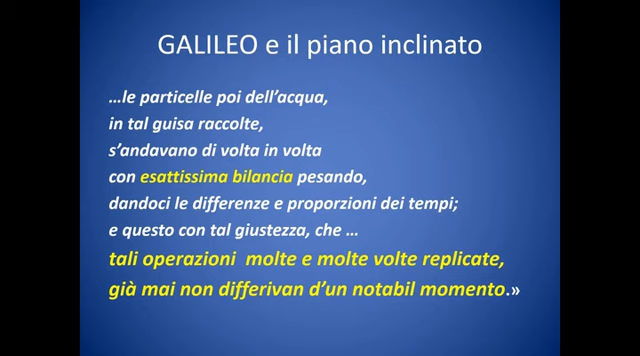 GALILEO e il piano inclinato
…le particelle poi dell’acqua,
in tal guisa raccolte,
s’andavano di volta in volta
con esattissima bilancia pesando,
dandoci le differenze e proporzioni dei tempi;
e questo con tal giustezza, che …
tali operazioni  molte e molte volte replicate,
già mai non differivan d’un notabil momento.»